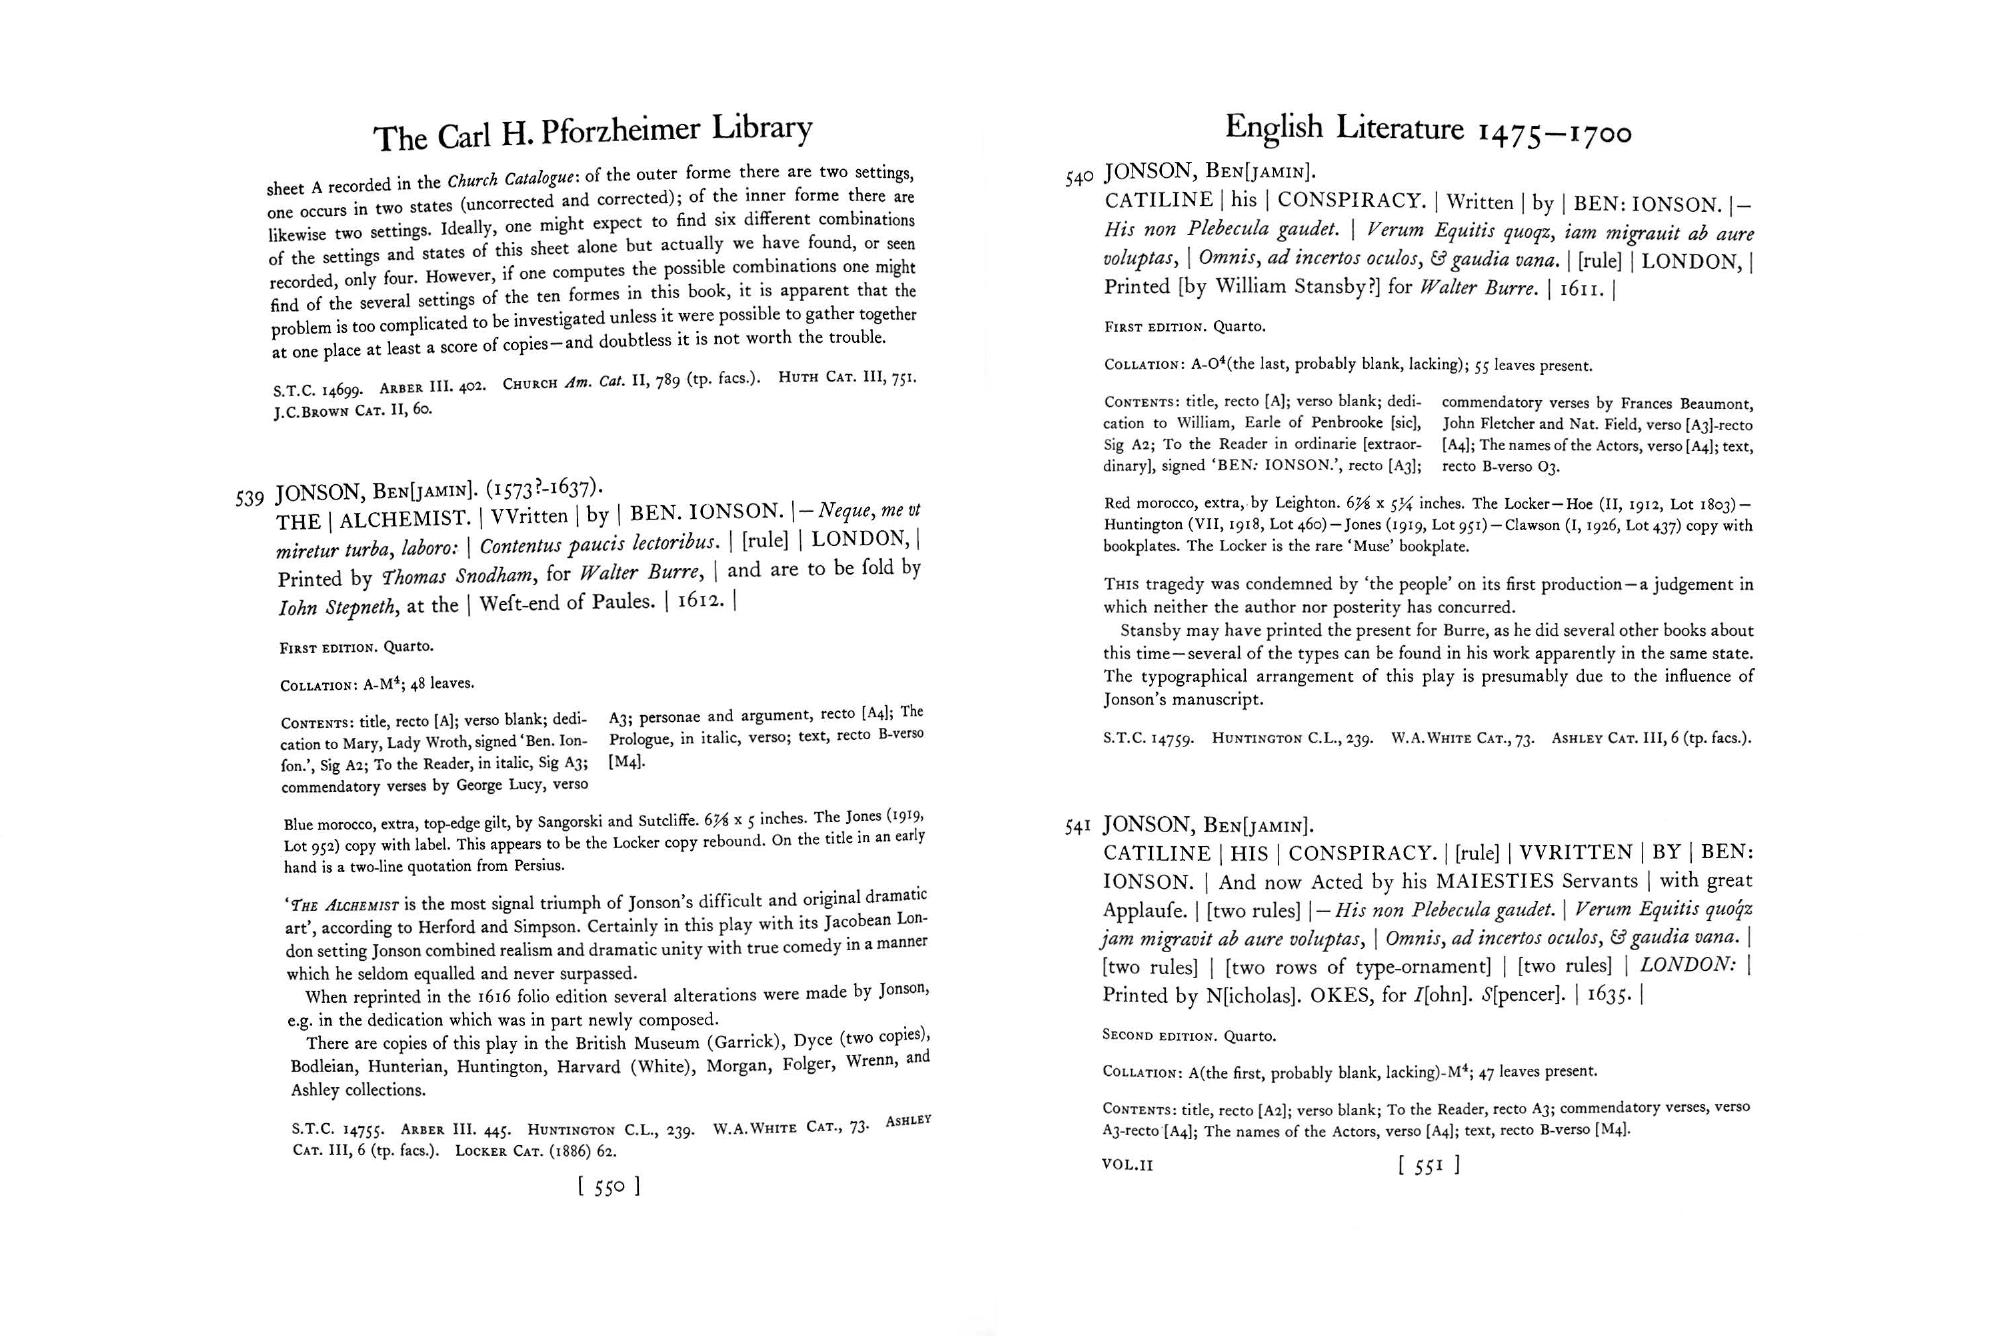 The Carl H. Pforzheimer Library
sheet A recorded in the Church Catalogue: of the outer forme there are two settings,
one occurs in two states (uncorrected and corrected); of the inner forme there are
likewise two settings. Ideally, one might expect to find six different combinations
of the settings and states of this sheet alone but actually we have found, or seen
recorded, only four. However, if one computes the possible combinations one might
find of the several settings of the ten formes in this book, it is apparent that the
problem is too complicated to be investigated unless it were possible to gather together
at one place at least a score of copies—and doubtless it is not worth the trouble.
S.T.C. 14699. ARBER III. 402. CHURCH Am. Cat. II, 789 (tp. facs.). HUTH CAT. III, 751.
J.C.BROWN CAT. II, 60.
539 JONSON, BEN[JAMIN]. (1573?-1637).
THE | ALCHEMIST. | VVritten | by | BEN. IONSON. |— Neque, me vt
miretur turba, laboro: | Contentus paucis lectoribus. | [rule] | LONDON, |
Printed by Thomas Snodham, for Walter Burre, | and are to be ſold by
Iohn Stepneth, at the | Weſt-end of Paules. | 1612. |
FIRST EDITION. Quarto.
COLLATION: A-M⁴; 48 leaves.
CONTENTS: title, recto [A]; verso blank; dedi-
cation to Mary, Lady Wroth, signed 'Ben. Ion-
ſon.', Sig A2; To the Reader, in italic, Sig A3;
commendatory verses by George Lucy, verso
A3; personae and argument, recto [A4]; The
Prologue, in italic, verso; text, recto B-verso
[M4].
Blue morocco, extra, top-edge gilt, by Sangorski and Sutcliffe. 6⅞ x 5 inches. The Jones (1919,
Lot 952) copy with label. This appears to be the Locker copy rebound. On the title in an early
hand is a two-line quotation from Persius.
'THE ALCHEMIST is the most signal triumph of Jonson's difficult and original dramatic
art', according to Herford and Simpson. Certainly in this play with its Jacobean Lon-
don setting Jonson combined realism and dramatic unity with true comedy in a manner
which he seldom equalled and never surpassed.
When reprinted in the 1616 folio edition several alterations were made by Jonson,
e.g. in the dedication which was in part newly composed.
There are copies of this play in the British Museum (Garrick), Dyce (two copies),
Bodleian, Hunterian, Huntington, Harvard (White), Morgan, Folger, Wrenn, and
Ashley collections.
S.T.C. 14755. ARBER III. 445. HUNTINGTON C.L., 239. W.A.WHITE CAT., 73. ASHLEY
CAT. III, 6 (tp. facs.). LOCKER CAT. (1886) 62.
[ 550 ]
English Literature 1475—1700
540 JONSON, BEN[JAMIN].
CATILINE | his | CONSPIRACY. | Written | by | BEN: IONSON. |—
His non Plebecula gaudet. | Verum Equitis quoqz, iam migrauit ab aure
voluptas, | Omnis, ad incertos oculos, & gaudia vana. | [rule] | LONDON, |
Printed [by William Stansby?] for Walter Burre. | 1611. |
FIRST EDITION. Quarto.
COLLATION: A-O⁴(the last, probably blank, lacking); 55 leaves present.
CONTENTS: title, recto [A]; verso blank; dedi-
cation to William, Earle of Penbrooke [sic],
Sig A2; To the Reader in ordinarie [extraor-
dinary], signed 'BEN: IONSON.', recto [A3];
commendatory verses by Frances Beaumont,
John Fletcher and Nat. Field, verso [A3]-recto
[A4]; The names of the Actors, verso [A4]; text,
recto B-verso O3.
Red morocco, extra, by Leighton. 6⅞ x 5¼ inches. The Locker—Hoe (II, 1912, Lot 1803)—
Huntington (VII, 1918, Lot 460)—Jones (1919, Lot 951)—Clawson (I, 1926, Lot 437) copy with
bookplates. The Locker is the rare 'Muse' bookplate.
THIS tragedy was condemned by 'the people' on its first production—a judgement in
which neither the author nor posterity has concurred.
Stansby may have printed the present for Burre, as he did several other books about
this time—several of the types can be found in his work apparently in the same state.
The typographical arrangement of this play is presumably due to the influence of
Jonson's manuscript.
S.T.C. 14759. HUNTINGTON C.L., 239. W.A.WHITE CAT., 73. ASHLEY CAT. III, 6 (tp. facs.).
541 JONSON, BEN[JAMIN].
CATILINE | HIS | CONSPIRACY. | [rule] | VVRITTEN | BY | BEN:
IONSON. | And now Acted by his MAIESTIES Servants | with great
Applauſe. | [two rules] |— His non Plebecula gaudet. | Verum Equitis quoq́z
jam migravit ab aure voluptas, | Omnis, ad incertos oculos, & gaudia vana. |
[two rules] | [two rows of type-ornament] | [two rules] | LONDON: |
Printed by N[icholas]. OKES, for I[ohn]. S[pencer]. | 1635. |
SECOND EDITION. Quarto.
COLLATION: A(the first, probably blank, lacking)-M⁴; 47 leaves present.
CONTENTS: title, recto [A2]; verso blank; To the Reader, recto A3; commendatory verses, verso
A3-recto [A4]; The names of the Actors, verso [A4]; text, recto B-verso [M4].
VOL.II
[ 551 ]